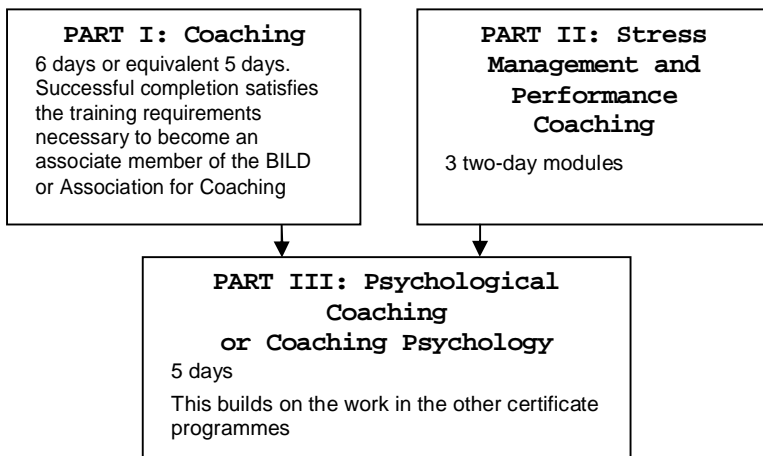 PART I: Coaching
6 days or equivalent 5 days.
Successful completion satisfies
the training requirements
necessary to become an
associate member of the BILD
or Association for Coaching
PART II: Stress
Management and
Performance
Coaching
3 two-day modules
PART III: Psychological
Coaching
or Coaching Psychology
5 days
This builds on the work in the other certificate
programmes